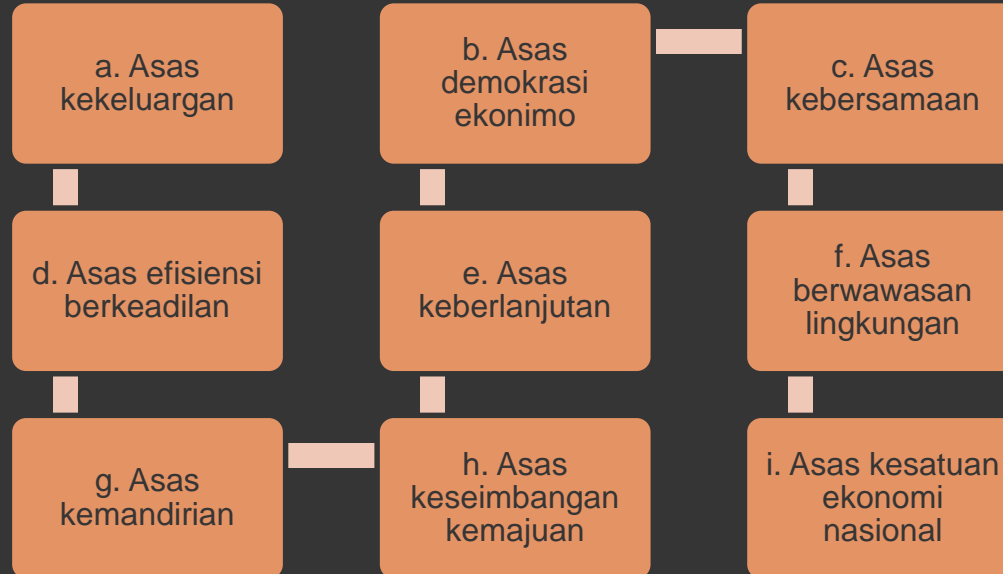 a. Asas
kekeluargan
b. Asas
demokrasi
ekonimo
c. Asas
kebersamaan
d. Asas efisiensi
berkeadilan
e. Asas
keberlanjutan
f. Asas
berwawasan
lingkungan
g. Asas
kemandirian
h. Asas
keseimbangan
kemajuan
i. Asas kesatuan
ekonomi
nasional